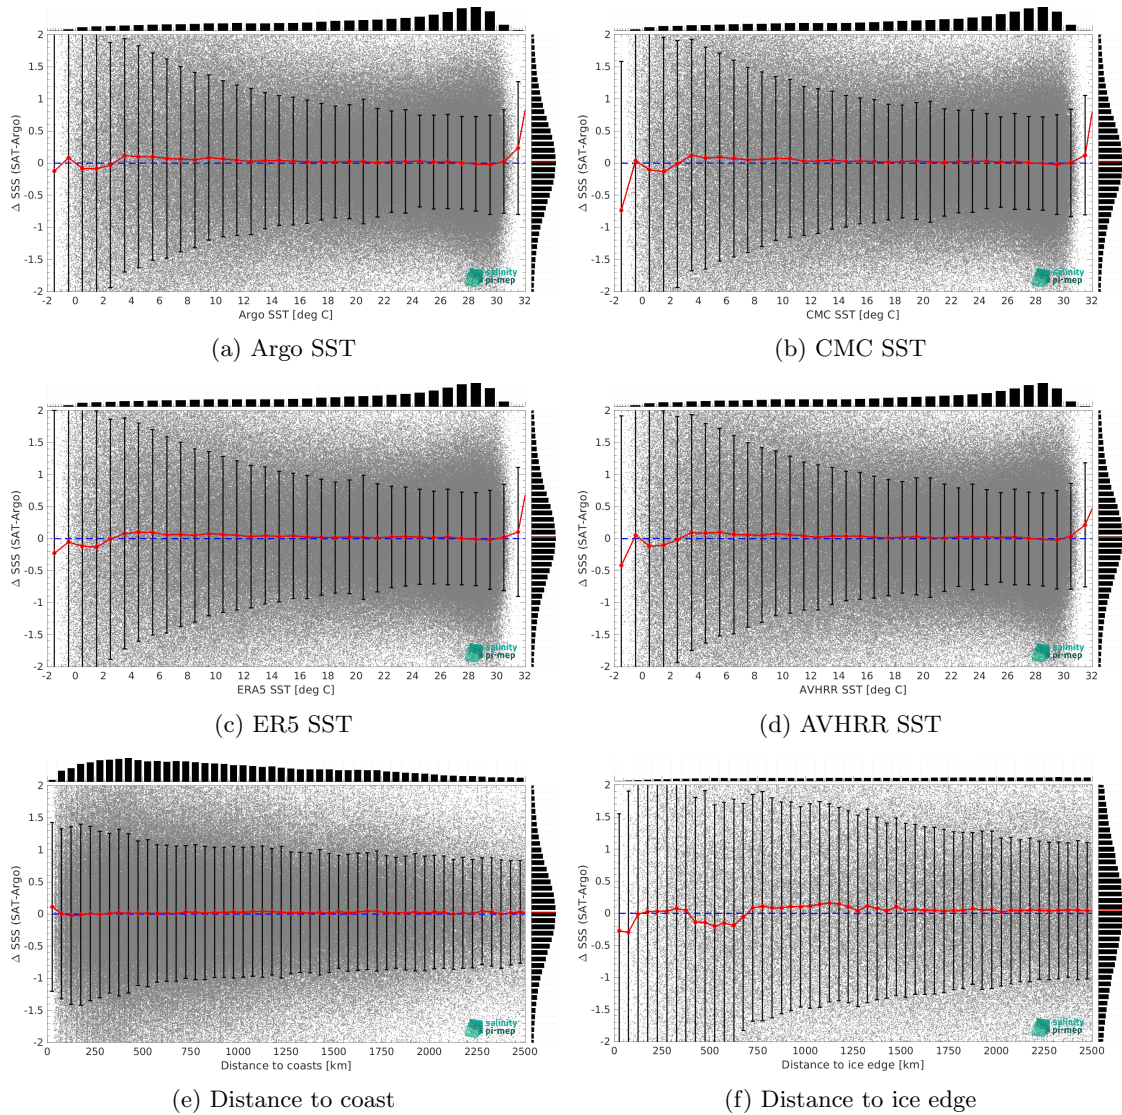 2
1.5
1
0.5
0
-0.5
-1
-1.5
-2
Δ SSS (SAT-Argo)
-2 0 2 4 6 8 10 12 14 16 18 20 22 24 26 28 30 32
Argo SST [deg C]
salinity
pi-mep
(a) Argo SST
2
1.5
1
0.5
0
-0.5
-1
-1.5
-2
Δ SSS (SAT-Argo)
-2 0 2 4 6 8 10 12 14 16 18 20 22 24 26 28 30 32
CMC SST [deg C]
salinity
pi-mep
(b) CMC SST
2
1.5
1
0.5
0
-0.5
-1
-1.5
-2
Δ SSS (SAT-Argo)
-2 0 2 4 6 8 10 12 14 16 18 20 22 24 26 28 30 32
ERA5 SST [deg C]
salinity
pi-mep
(c) ER5 SST
2
1.5
1
0.5
0
-0.5
-1
-1.5
-2
Δ SSS (SAT-Argo)
-2 0 2 4 6 8 10 12 14 16 18 20 22 24 26 28 30 32
AVHRR SST [deg C]
salinity
pi-mep
(d) AVHRR SST
2
1.5
1
0.5
0
-0.5
-1
-1.5
-2
Δ SSS (SAT-Argo)
0 250 500 750 1000 1250 1500 1750 2000 2250 2500
Distance to coasts [km]
salinity
pi-mep
(e) Distance to coast
2
1.5
1
0.5
0
-0.5
-1
-1.5
-2
Δ SSS (SAT-Argo)
0 250 500 750 1000 1250 1500 1750 2000 2250 2500
Distance to ice edge [km]
salinity
pi-mep
(f) Distance to ice edge